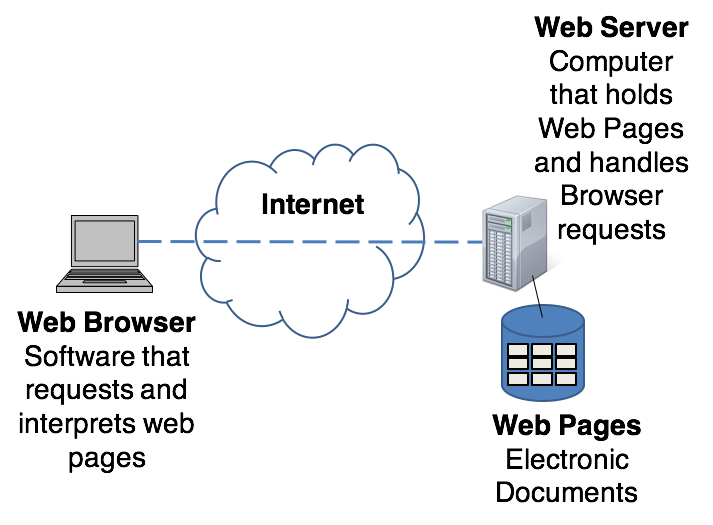 Web Server
Computer
that holds
Web Pages
and handles
Browser
requests
Internet
Web Browser
Software that
requests and
interprets web
pages
Web Pages
Electronic
Documents